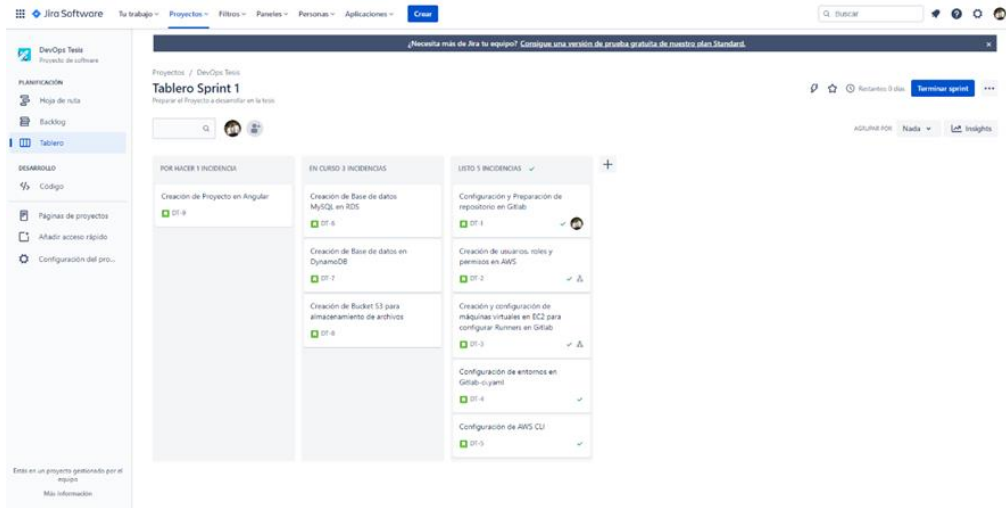 Jira Software Tu trabajo Proyectos Filtros Paneles Personas Aplicaciones Crear Buscar
¿Necesita más de Jira tu equipo? Consigue una versión de prueba gratuita de nuestro plan Standard.
DevOps Tesis
Proyecto de software
PLANIFICACIÓN
Hoja de ruta
Backlog
Tablero
DESARROLLO
Código
Páginas de proyectos
Añadir acceso rápido
Configuración del pro...
Estás en un proyecto gestionado por el
equipo
Más información
Proyectos / DevOps Tesis
Tablero Sprint 1
Preparar el Proyecto a desarrollar en la tesis
Restantes 0 días Terminar sprint
AGRUPAR POR Nada Insights
POR HACER 1 INCIDENCIA
Creación de Proyecto en Angular
DT-9
EN CURSO 3 INCIDENCIAS
Creación de Base de datos
MySQL en RDS
DT-6
Creación de Base de datos en
DynamoDB
DT-7
Creación de Bucket S3 para
almacenamiento de archivos
DT-8
LISTO 5 INCIDENCIAS
Configuración y Preparación de
repositorio en Gitlab
DT-1
Creación de usuarios, roles y
permisos en AWS
DT-2
Creación y configuración de
máquinas virtuales en EC2 para
configurar Runners en Gitlab
DT-3
Configuración de entornos en
Gitlab-ci.yaml
DT-4
Configuración de AWS CLI
DT-5